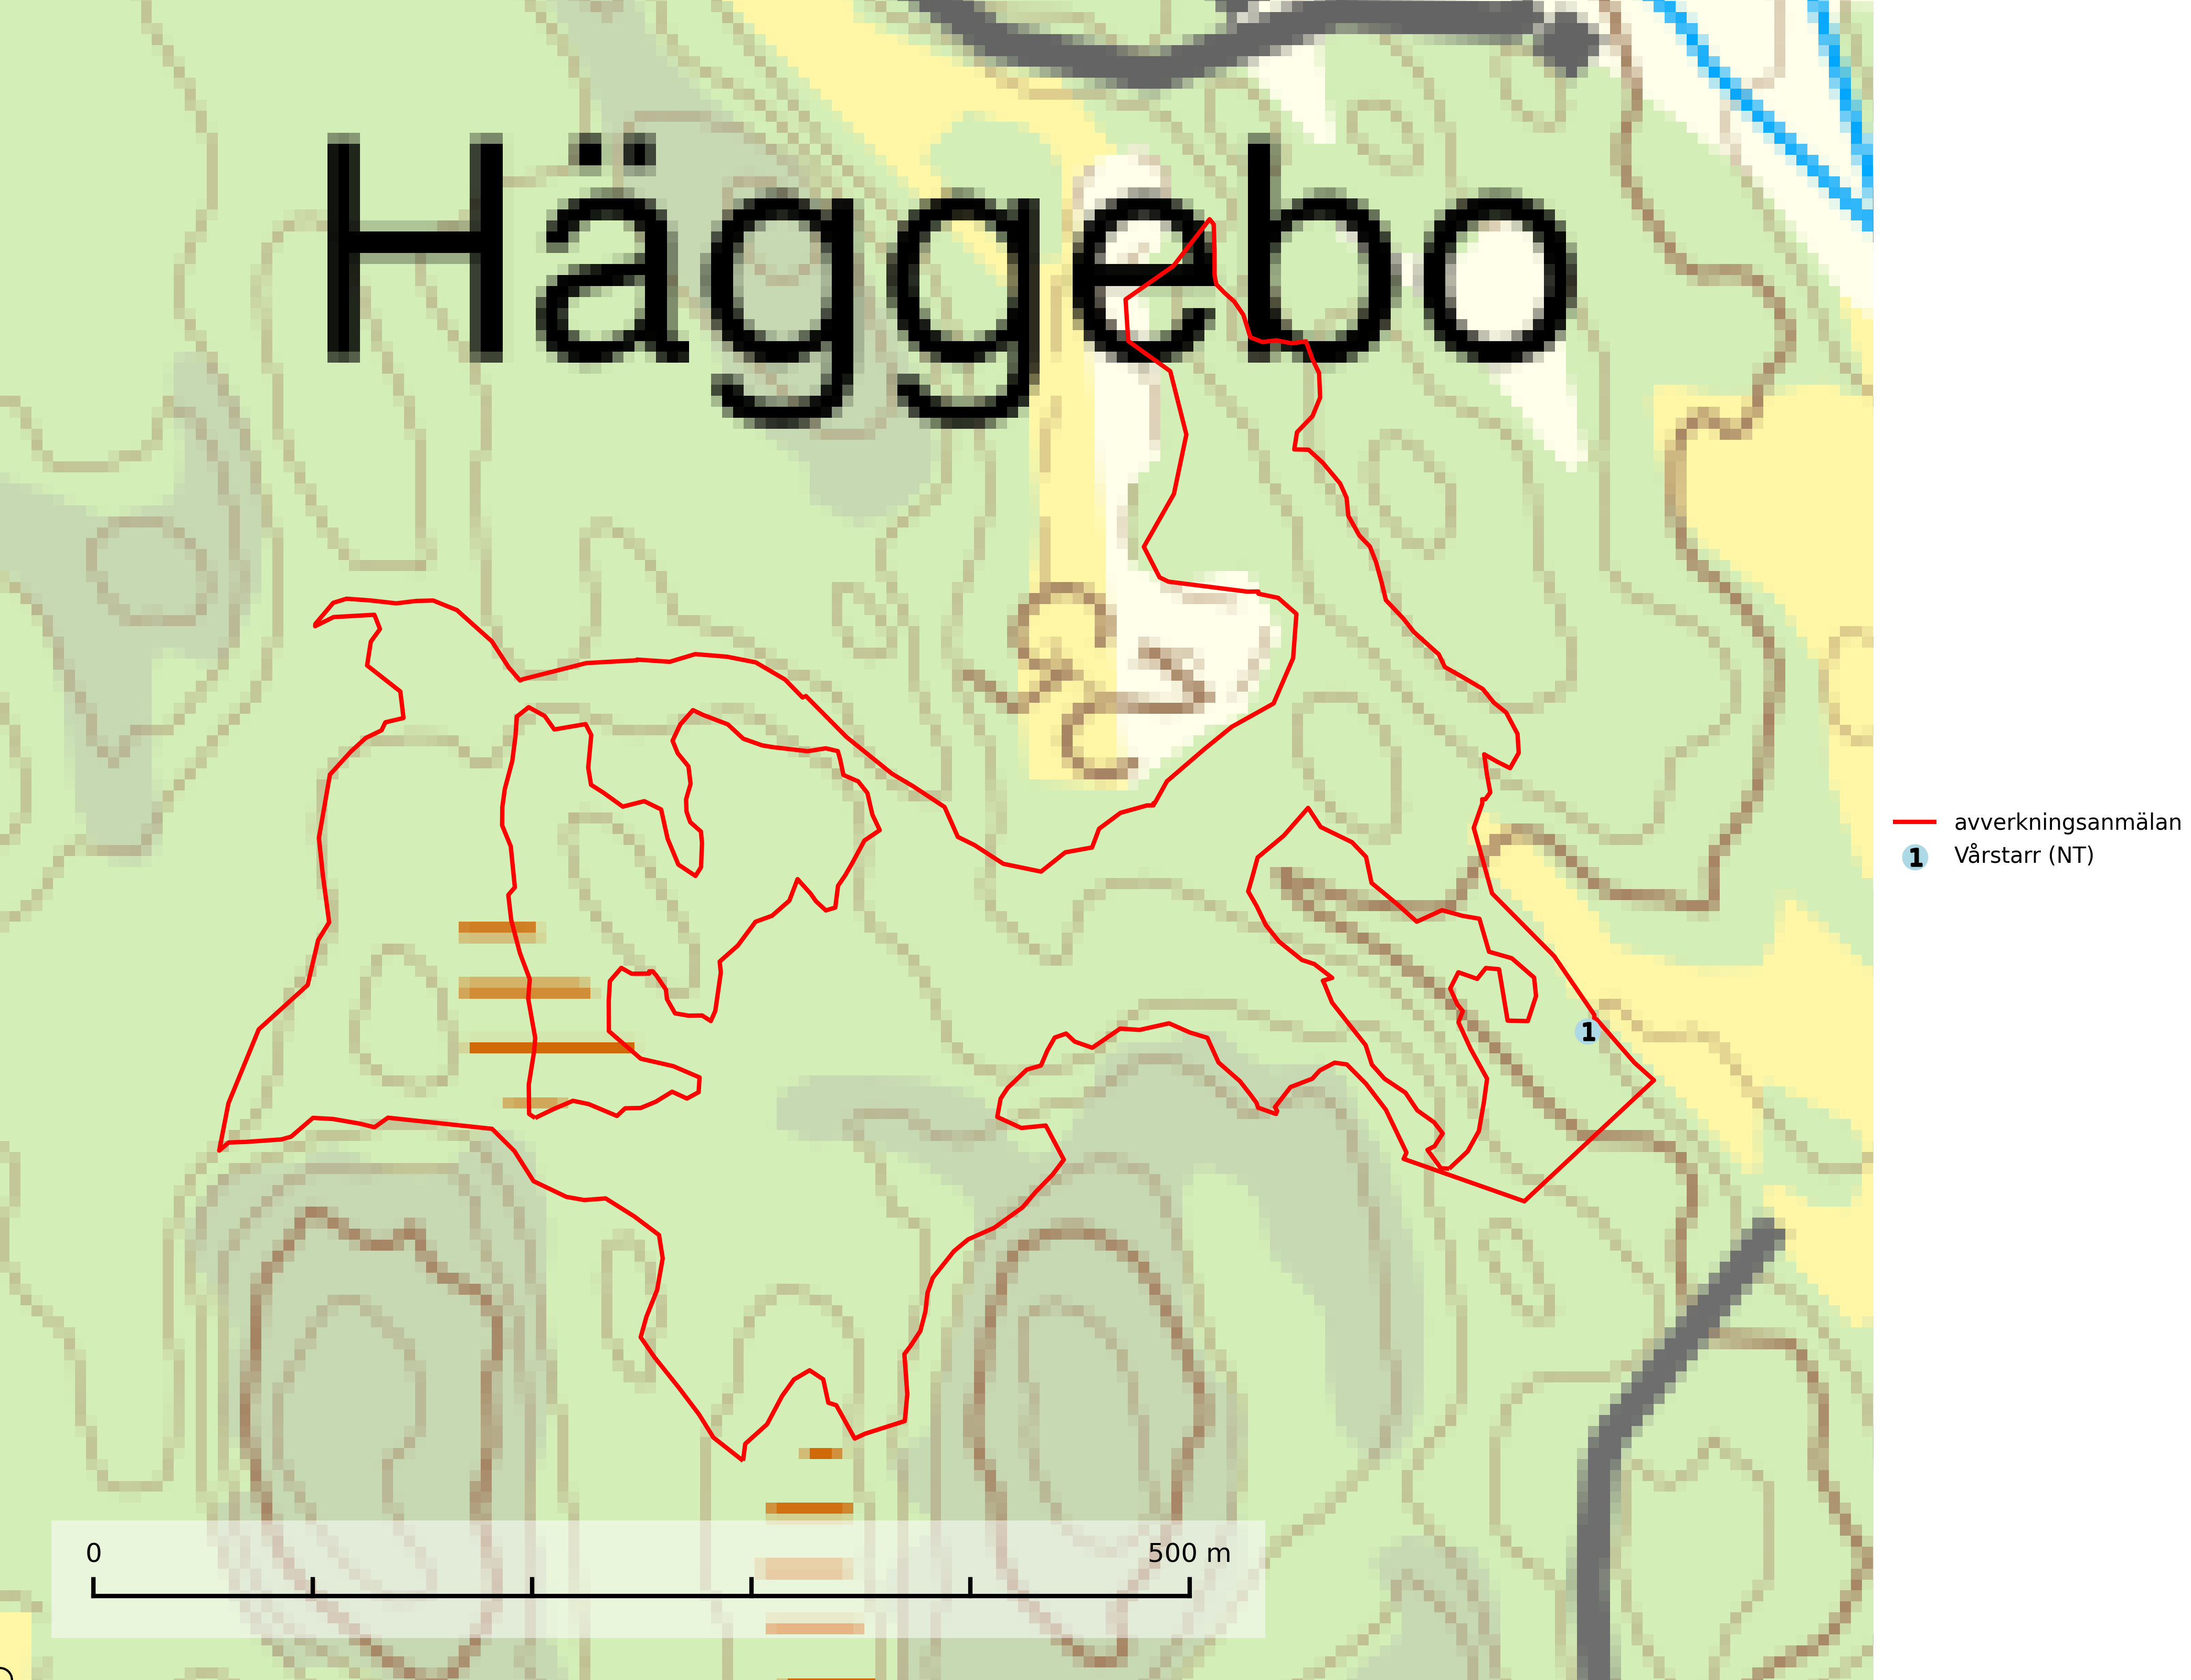 Häggebo
avverkningsanmälan
1 Vårstarr (NT)
1
0 500 m